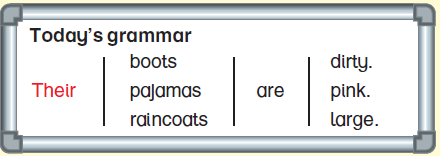 Today's grammar
boots dirty.
Their pajamas are pink.
raincoats large.